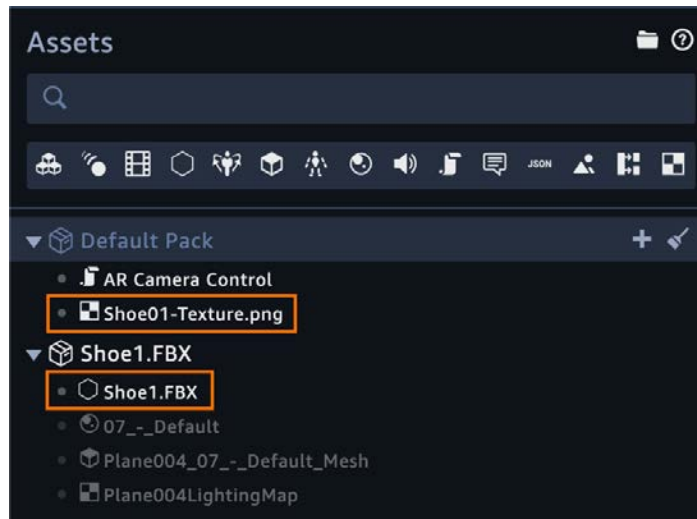 Assets
JSON
Default Pack
AR Camera Control
Shoe01-Texture.png
Shoe1.FBX
Shoe1.FBX
07_-_Default
Plane004_07_-_Default_Mesh
Plane004LightingMap